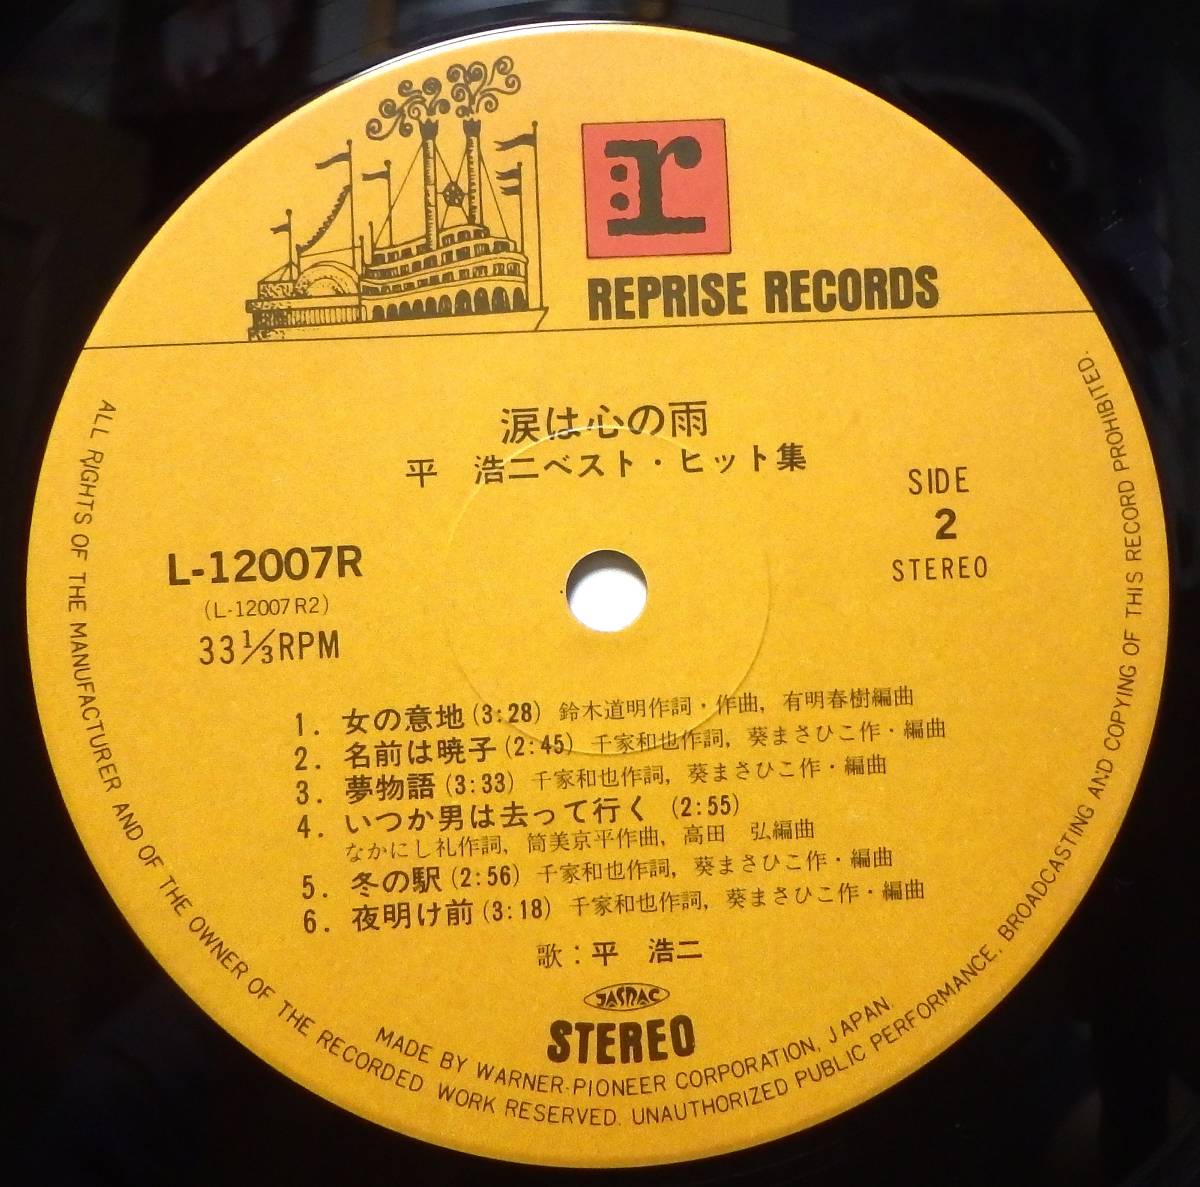 r
REPRISE RECORDS
涙は心の雨
平 浩二ベスト・ヒット集
SIDE
2
STEREO
L-12007R
(L-12007R2)
33 1/3 RPM
1. 女の意地 (3:28) 鈴木道明作詞・作曲, 有明春樹編曲
2. 名前は暁子 (2:45) 千家和也作詞, 葵まさひこ作・編曲
3. 夢物語 (3:33) 千家和也作詞, 葵まさひこ作・編曲
4. いつか男は去って行く (2:55)
なかにし礼作詞, 筒美京平作曲, 高田 弘編曲
5. 冬の駅 (2:56) 千家和也作詞, 葵まさひこ作・編曲
6. 夜明け前 (3:18) 千家和也作詞, 葵まさひこ作・編曲
歌：平 浩二
JASRAC
STEREO
MADE BY WARNER-PIONEER CORPORATION, JAPAN.
ALL RIGHTS OF THE MANUFACTURER AND OF THE OWNER OF THE RECORDED WORK RESERVED. UNAUTHORIZED PUBLIC PERFORMANCE, BROADCASTING AND COPYING OF THIS RECORD PROHIBITED.